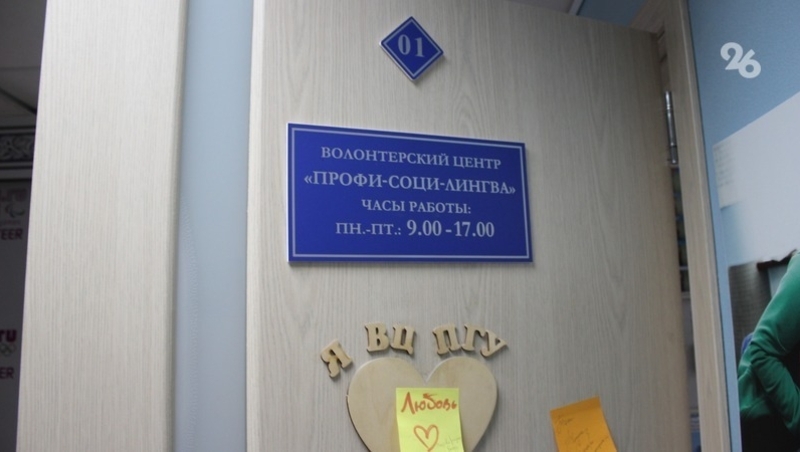 01
26
ВОЛОНТЕРСКИЙ ЦЕНТР
«ПРОФИ-СОЦИ-ЛИНГВА»
ЧАСЫ РАБОТЫ:
ПН.-ПТ.: 9.00 - 17.00
Я ВЦ ПГУ
Любовь